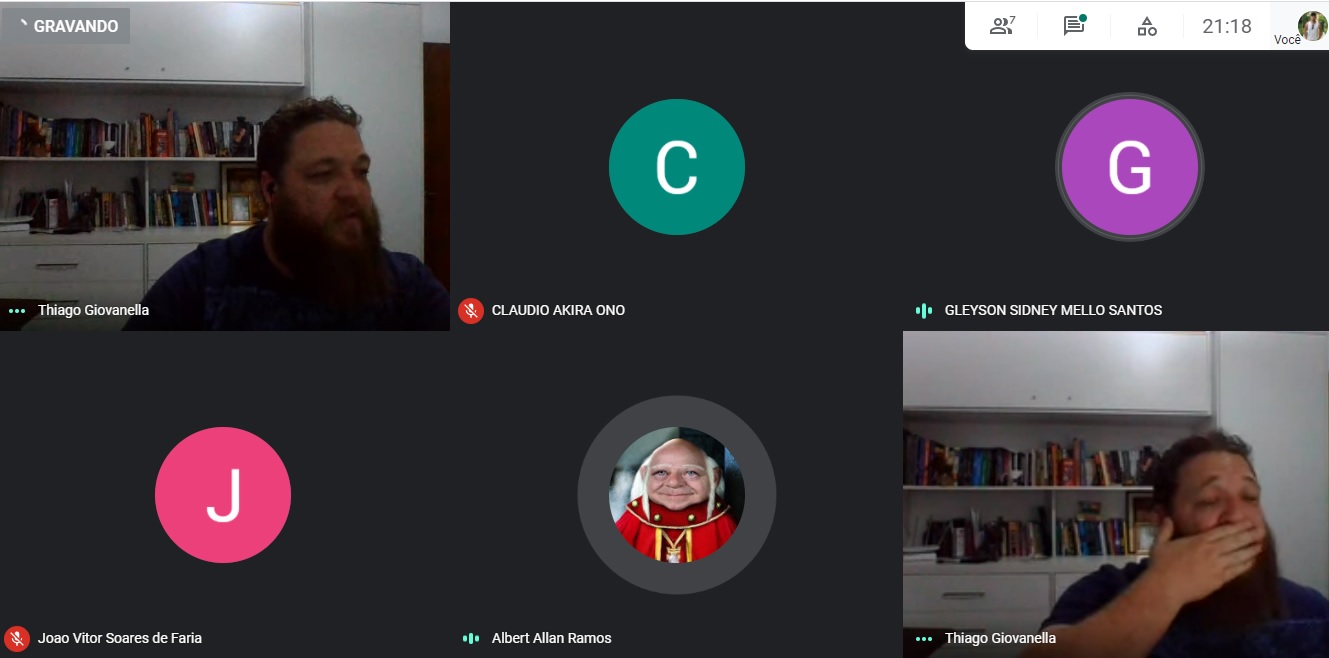 GRAVANDO
7
21:18
Você
C
G
Thiago Giovanella
CLAUDIO AKIRA ONO
GLEYSON SIDNEY MELLO SANTOS
J
Joao Vitor Soares de Faria
Albert Allan Ramos
Thiago Giovanella